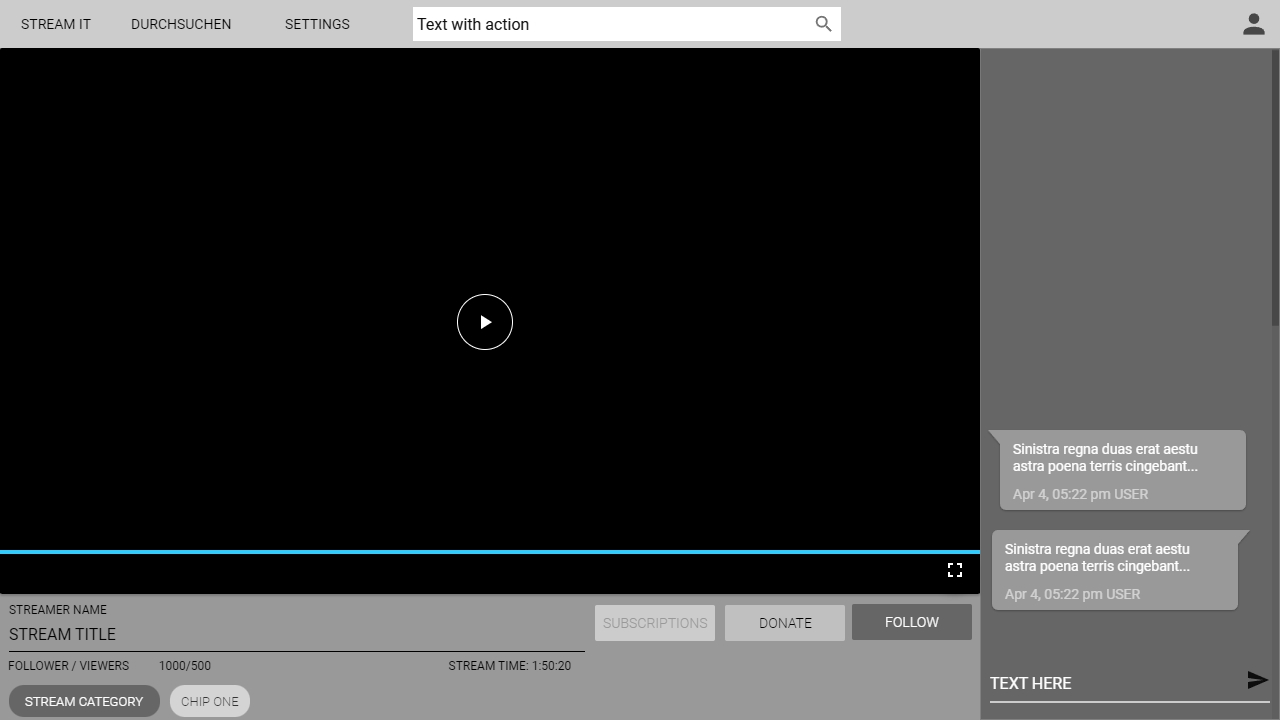 STREAM IT
DURCHSUCHEN
SETTINGS
Text with action
Sinistra regna duas erat aestu
astra poena terris cingebant...
Apr 4, 05:22 pm USER
Sinistra regna duas erat aestu
astra poena terris cingebant...
Apr 4, 05:22 pm USER
TEXT HERE
STREAMER NAME
STREAM TITLE
SUBSCRIPTIONS
DONATE
FOLLOW
FOLLOWER / VIEWERS
1000/500
STREAM TIME: 1:50:20
STREAM CATEGORY
CHIP ONE